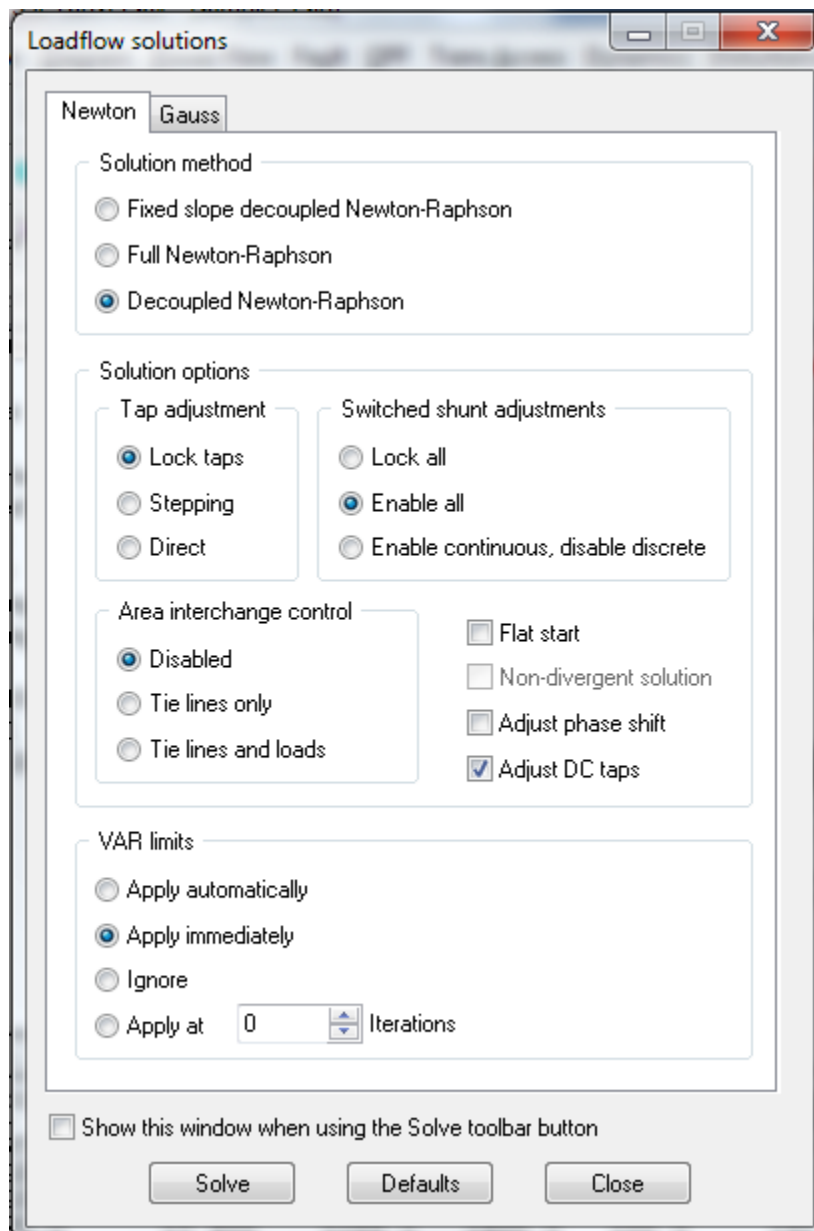 Loadflow solutions
Newton
Gauss
Solution method
Fixed slope decoupled Newton-Raphson
Full Newton-Raphson
Decoupled Newton-Raphson
Solution options
Tap adjustment
Lock taps
Stepping
Direct
Switched shunt adjustments
Lock all
Enable all
Enable continuous, disable discrete
Area interchange control
Disabled
Tie lines only
Tie lines and loads
Flat start
Non-divergent solution
Adjust phase shift
Adjust DC taps
VAR limits
Apply automatically
Apply immediately
Ignore
Apply at 0 Iterations
Show this window when using the Solve toolbar button
Solve Defaults Close